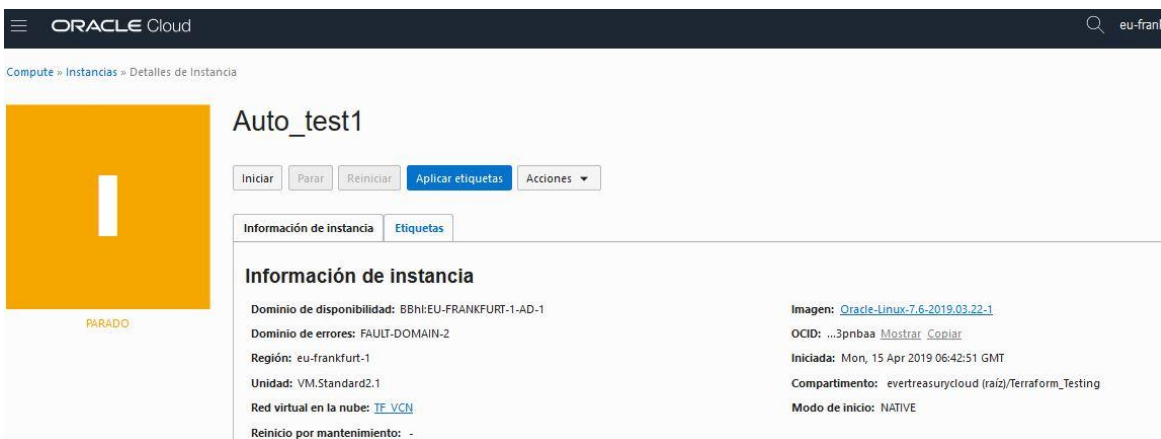 ORACLE Cloud
eu-frank
Compute » Instancias » Detalles de Instancia
Auto_test1
Iniciar Parar Reiniciar Aplicar etiquetas Acciones
Información de instancia Etiquetas
Información de instancia
Dominio de disponibilidad: BBhI:EU-FRANKFURT-1-AD-1
Dominio de errores: FAULT-DOMAIN-2
Región: eu-frankfurt-1
Unidad: VM.Standard2.1
Red virtual en la nube: TF_VCN
Reinicio por mantenimiento: -
Imagen: Oracle-Linux-7.6-2019.03.22-1
OCID: ...3pnbaa Mostrar Copiar
Iniciada: Mon, 15 Apr 2019 06:42:51 GMT
Compartimento: evertreasurycloud (raíz)/Terraform_Testing
Modo de inicio: NATIVE
PARADO